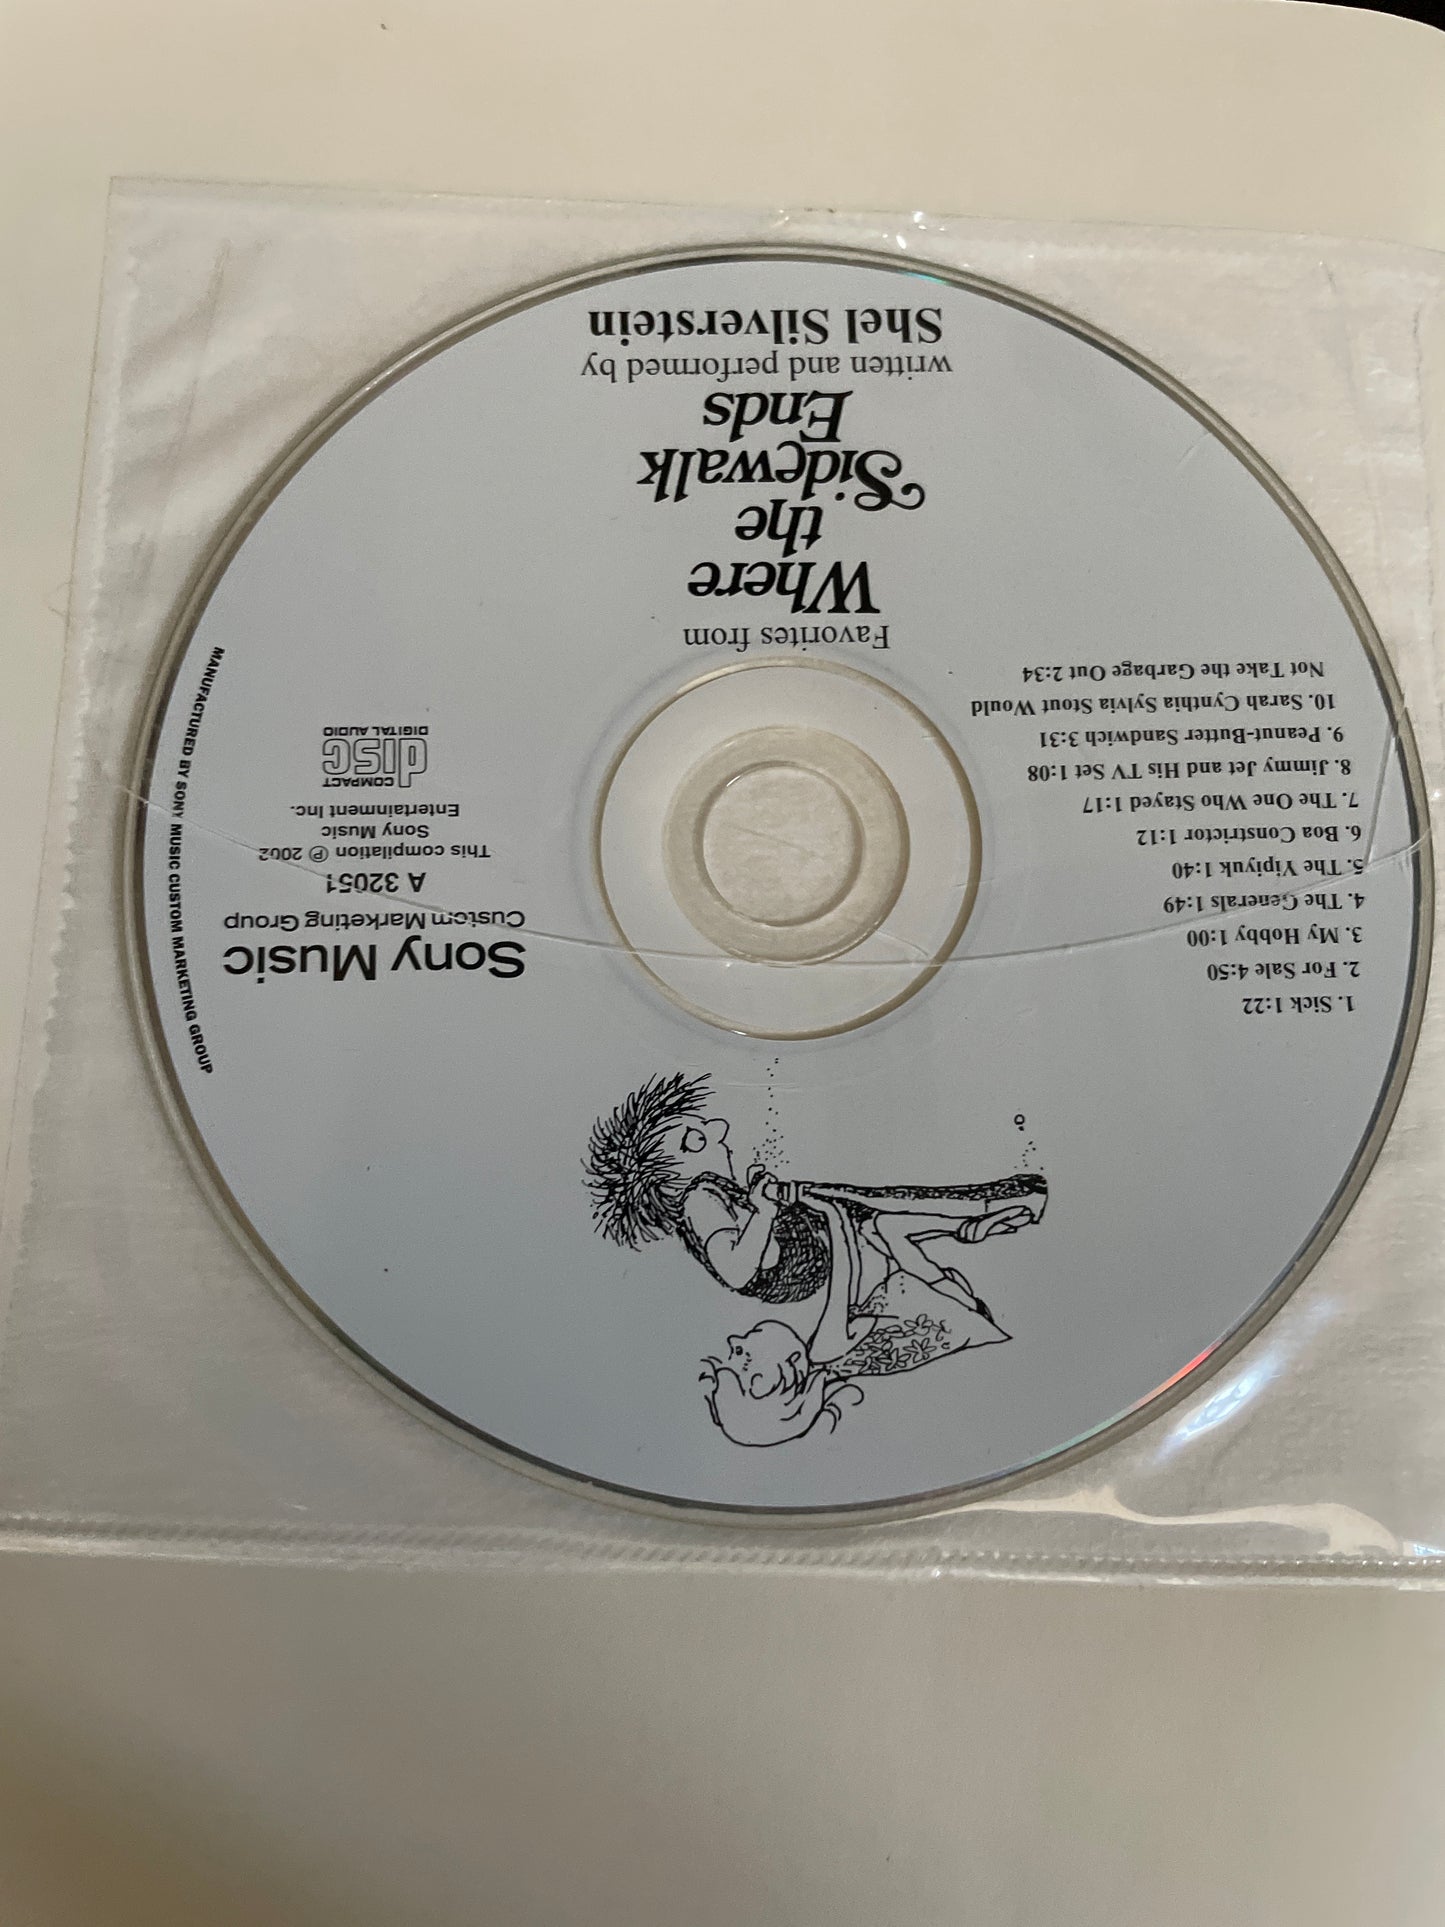 Favorites from
Where
the
Sidewalk
Ends
written and performed by
Shel Silverstein
1. Sick 1:22
2. For Sale 4:50
3. My Hobby 1:00
4. The Generals 1:49
5. The Yipiyuk 1:40
6. Boa Constrictor 1:12
7. The One Who Stayed 1:17
8. Jimmy Jet and His TV Set 1:08
9. Peanut-Butter Sandwich 3:31
10. Sarah Cynthia Sylvia Stout Would
Not Take the Garbage Out 2:34
Sony Music
Custom Marketing Group
A 32051
This compilation ℗ 2002
Sony Music
Entertainment Inc.
COMPACT
disc
DIGITAL AUDIO
MANUFACTURED BY SONY MUSIC CUSTOM MARKETING GROUP